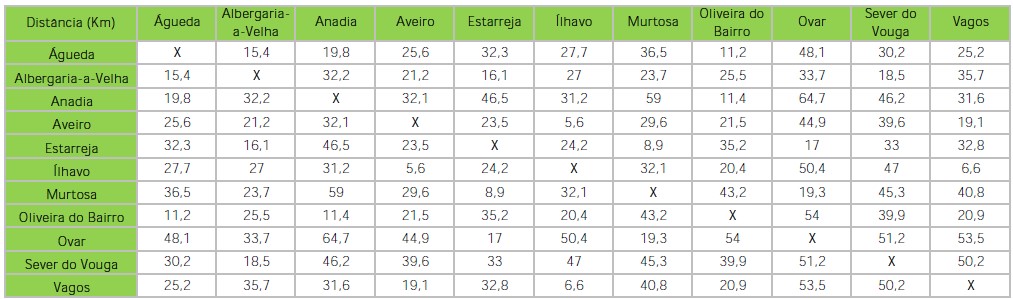 Distância (Km) Águeda Albergaria-a-Velha Anadia Aveiro Estarreja Ílhavo Murtosa Oliveira do Bairro Ovar Sever do Vouga Vagos
Águeda X 15,4 19,8 25,6 32,3 27,7 36,5 11,2 48,1 30,2 25,2
Albergaria-a-Velha 15,4 X 32,2 21,2 16,1 27 23,7 25,5 33,7 18,5 35,7
Anadia 19,8 32,2 X 32,1 46,5 31,2 59 11,4 64,7 46,2 31,6
Aveiro 25,6 21,2 32,1 X 23,5 5,6 29,6 21,5 44,9 39,6 19,1
Estarreja 32,3 16,1 46,5 23,5 X 24,2 8,9 35,2 17 33 32,8
Ílhavo 27,7 27 31,2 5,6 24,2 X 32,1 20,4 50,4 47 6,6
Murtosa 36,5 23,7 59 29,6 8,9 32,1 X 43,2 19,3 45,3 40,8
Oliveira do Bairro 11,2 25,5 11,4 21,5 35,2 20,4 43,2 X 54 39,9 20,9
Ovar 48,1 33,7 64,7 44,9 17 50,4 19,3 54 X 51,2 53,5
Sever do Vouga 30,2 18,5 46,2 39,6 33 47 45,3 39,9 51,2 X 50,2
Vagos 25,2 35,7 31,6 19,1 32,8 6,6 40,8 20,9 53,5 50,2 X